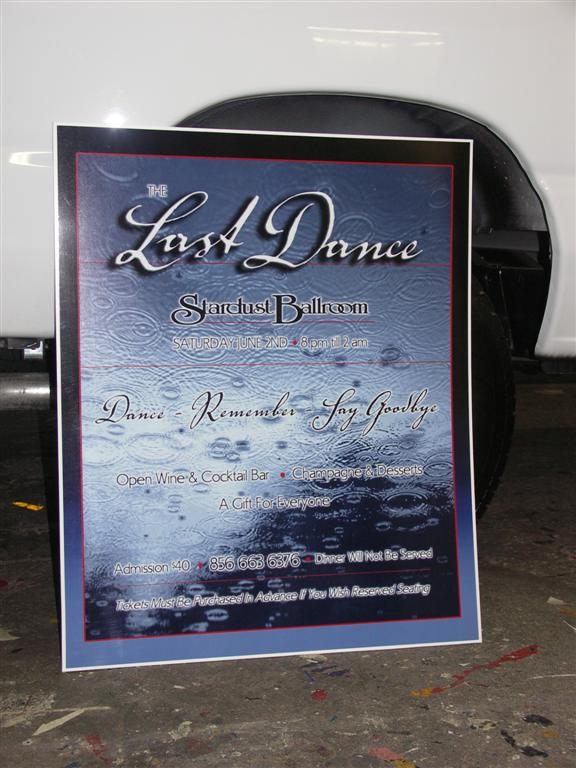 THE
Last Dance
Stardust Ballroom
SATURDAY JUNE 2ND • 8 pm till 2 am
Dance - Remember - Say Goodbye
Open Wine & Cocktail Bar • Champagne & Desserts
A Gift For Everyone
Admission $40 • 856 663 6376 • Dinner Will Not Be Served
Tickets Must Be Purchased In Advance If You Wish Reserved Seating